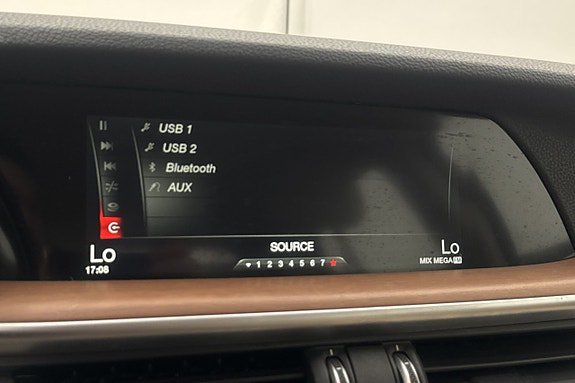 USB 1
USB 2
Bluetooth
AUX
Lo
SOURCE
Lo
17:08
1 2 3 4 5 6 7
MIX MEGA